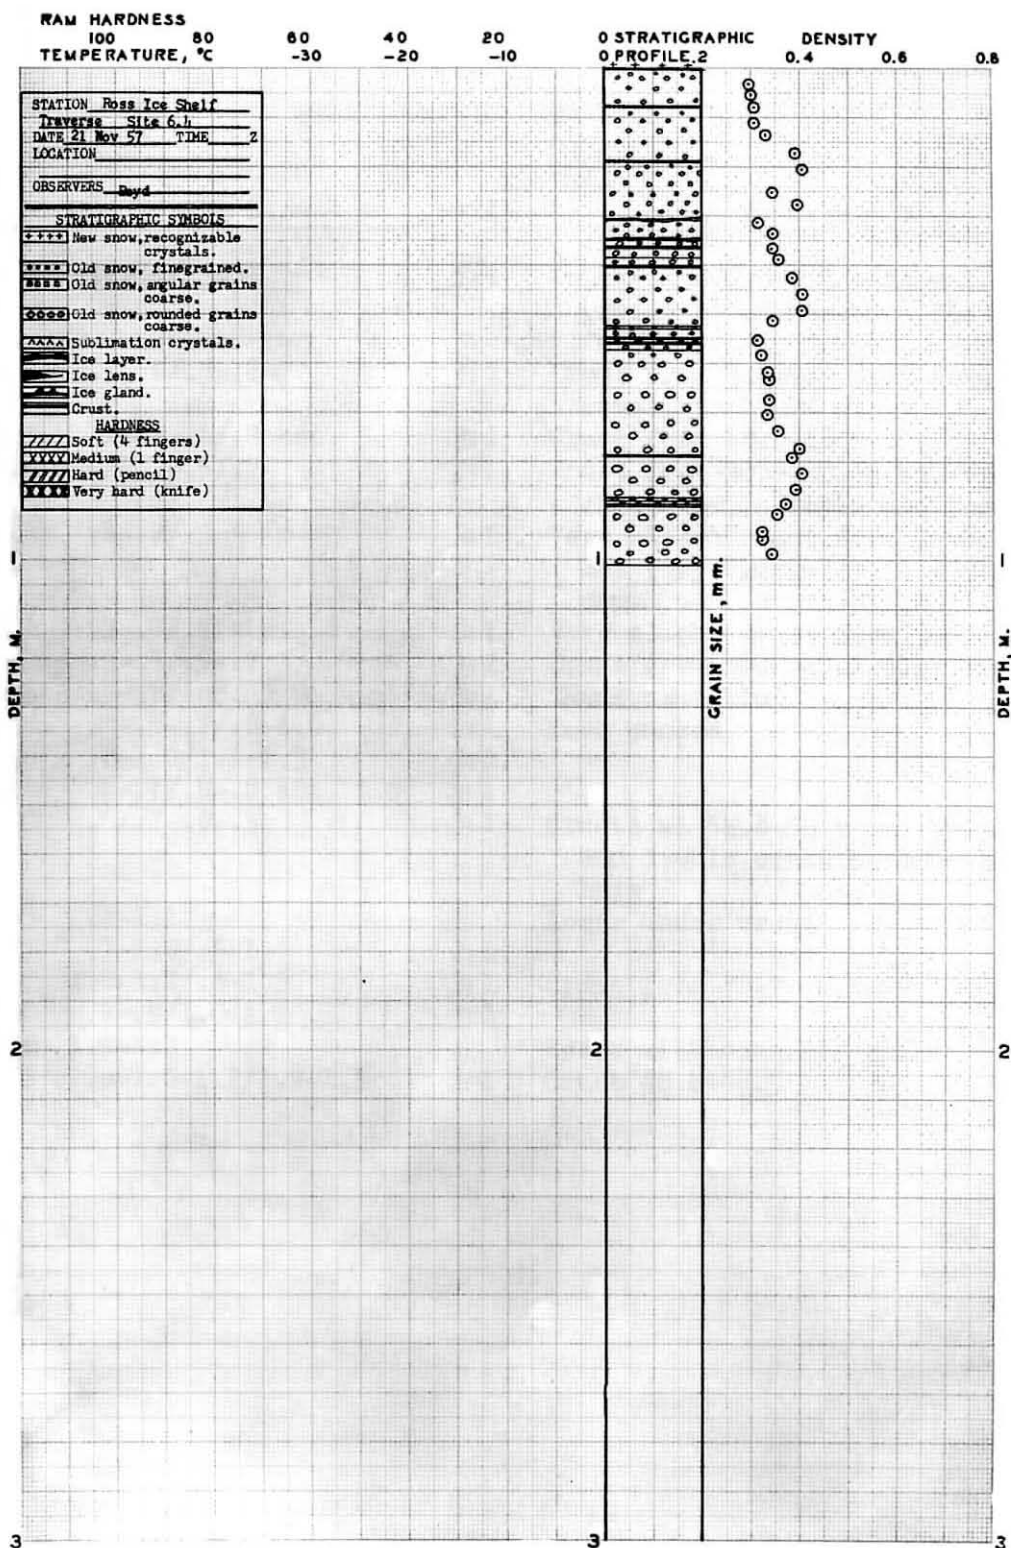 RAM HARDNESS
100 80 60 40 20 0 STRATIGRAPHIC DENSITY
TEMPERATURE, °C -30 -20 -10 0 PROFILE .2 0.4 0.6 0.8
STATION Ross Ice Shelf
Traverse Site 6.4
DATE 21 Nov 57 TIME Z
LOCATION
OBSERVERS Boyd
STRATIGRAPHIC SYMBOLS
New snow, recognizable
crystals.
Old snow, finegrained.
Old snow, angular grains
coarse.
Old snow, rounded grains
coarse.
Sublimation crystals.
Ice layer.
Ice lens.
Ice gland.
Crust.
HARDNESS
Soft (4 fingers)
Medium (1 finger)
Hard (pencil)
Very hard (knife)
1 1 1
DEPTH, M.
GRAIN SIZE, mm.
DEPTH, M.
2 2 2
3 3 3